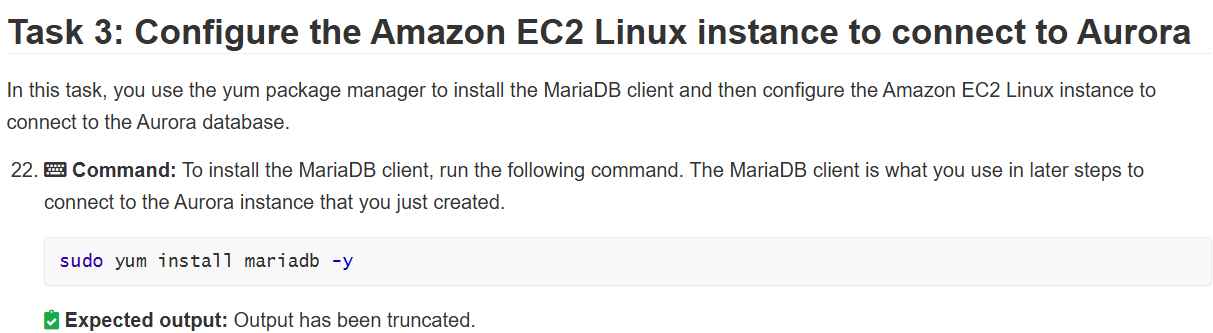 Task 3: Configure the Amazon EC2 Linux instance to connect to Aurora
In this task, you use the yum package manager to install the MariaDB client and then configure the Amazon EC2 Linux instance to
connect to the Aurora database.
22. Command: To install the MariaDB client, run the following command. The MariaDB client is what you use in later steps to
connect to the Aurora instance that you just created.
sudo yum install mariadb -y
Expected output: Output has been truncated.